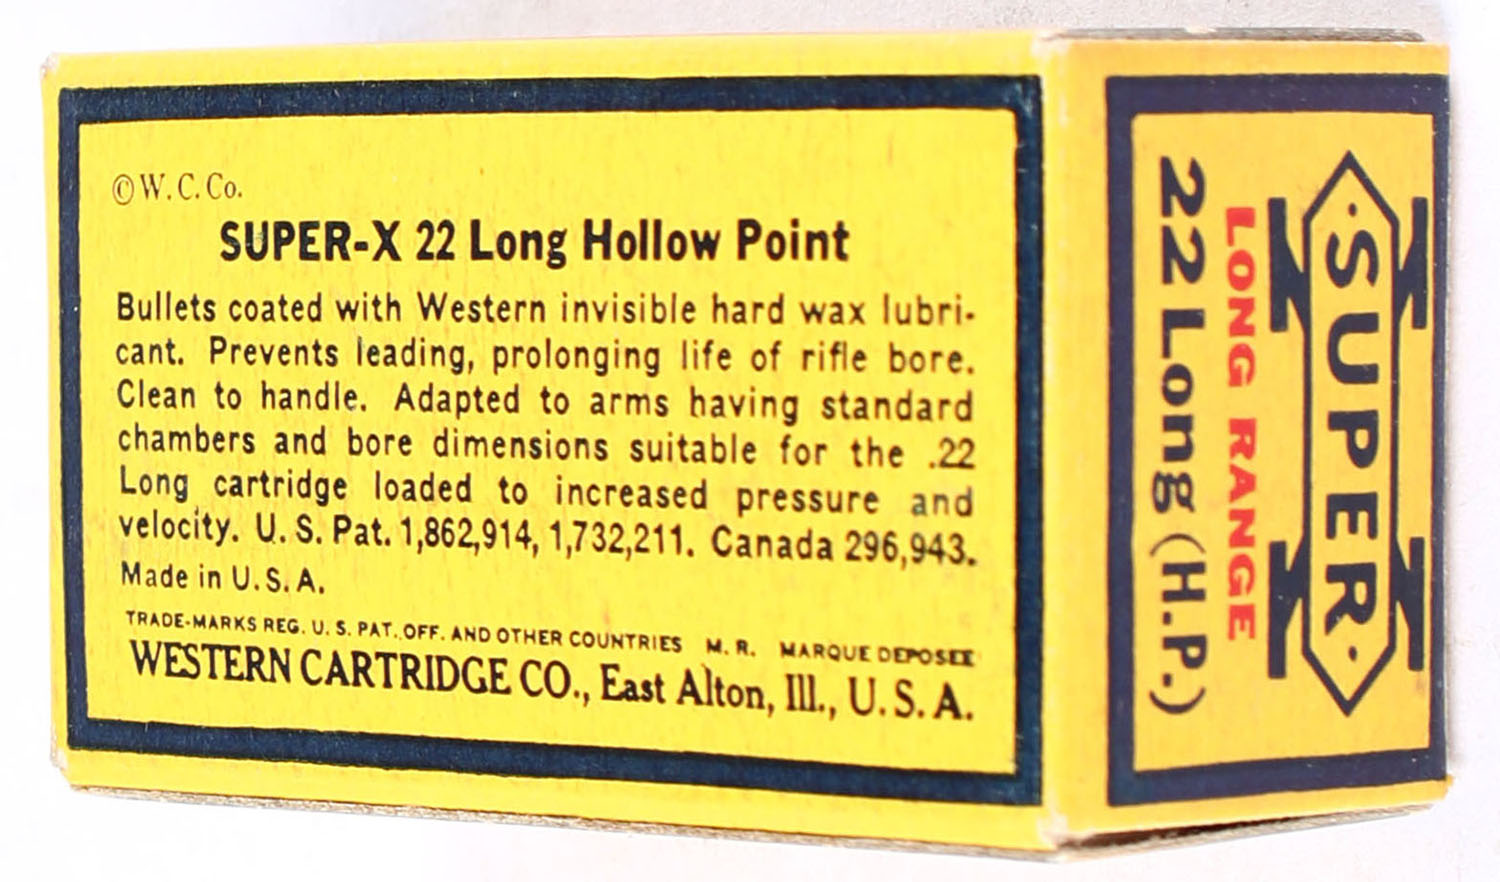 © W. C. Co.
SUPER-X 22 Long Hollow Point
Bullets coated with Western invisible hard wax lubri-
cant. Prevents leading, prolonging life of rifle bore.
Clean to handle. Adapted to arms having standard
chambers and bore dimensions suitable for the .22
Long cartridge loaded to increased pressure and
velocity. U. S. Pat. 1,862,914, 1,732,211. Canada 296,943.
Made in U. S. A.
TRADE-MARKS REG. U. S. PAT. OFF. AND OTHER COUNTRIES M. R. MARQUE DEPOSEE
WESTERN CARTRIDGE CO., East Alton, Ill., U. S. A.
·SUPER·
X
LONG RANGE
22 Long (H.P.)